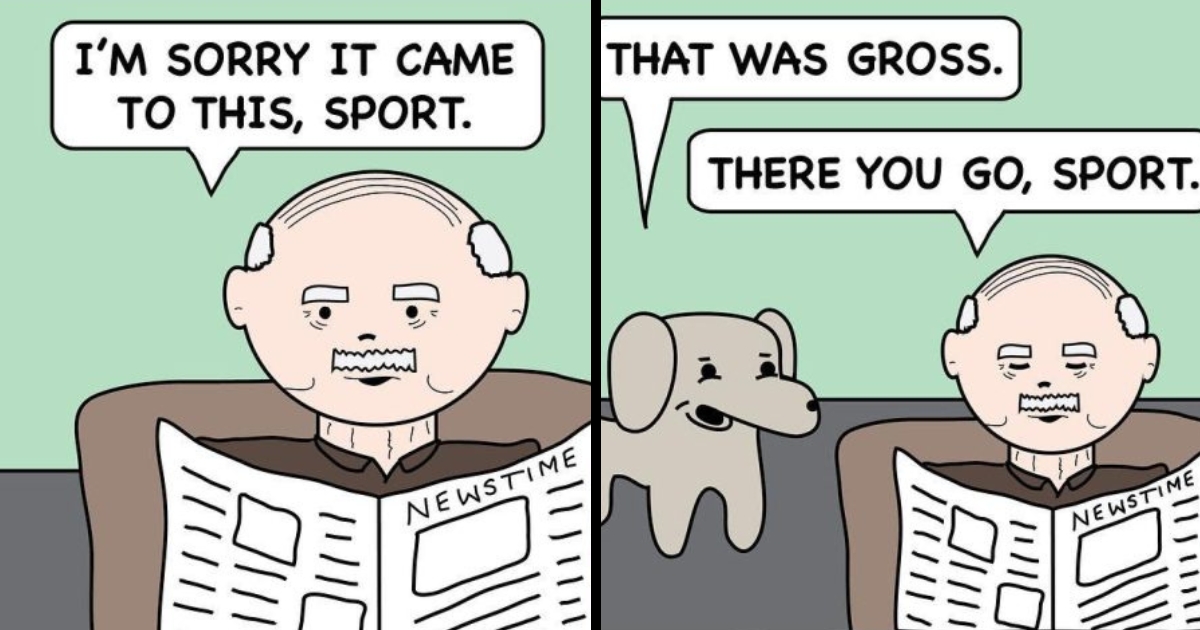 I'M SORRY IT CAME
TO THIS, SPORT.
NEWSTIME
THAT WAS GROSS.
THERE YOU GO, SPORT.
NEWSTIME